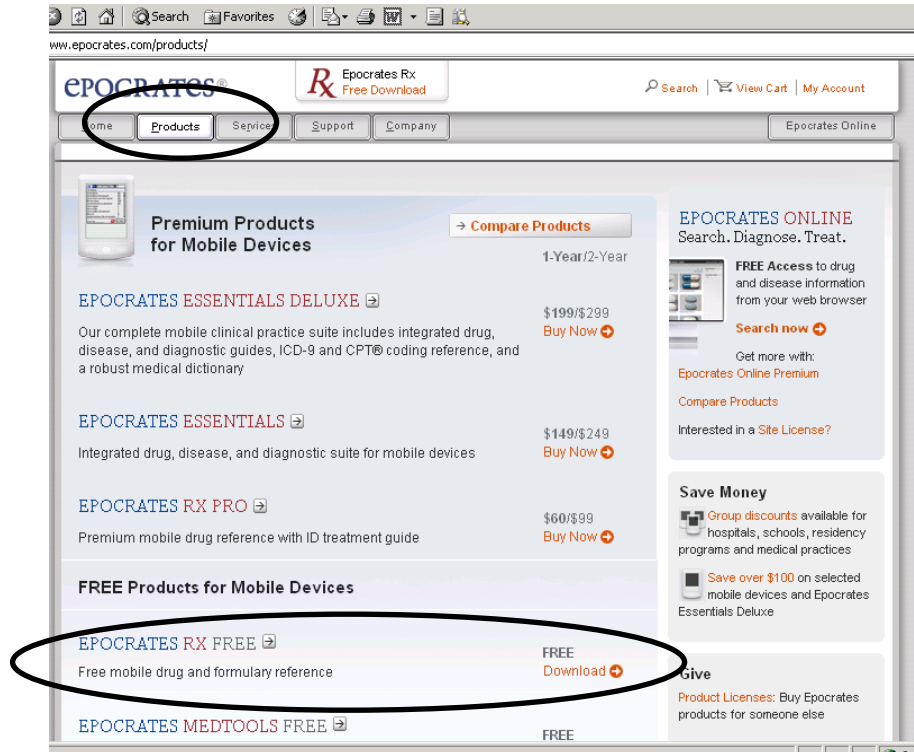 Search Favorites
ww.epocrates.com/products/
epocrates®
Rx Epocrates Rx
Free Download
Search View Cart My Account
Home Products Services Support Company Epocrates Online
Premium Products
for Mobile Devices
→ Compare Products
1-Year/2-Year
EPOCRATES ESSENTIALS DELUXE
$199/$299
Buy Now
Our complete mobile clinical practice suite includes integrated drug,
disease, and diagnostic guides, ICD-9 and CPT® coding reference, and
a robust medical dictionary
EPOCRATES ESSENTIALS
$149/$249
Buy Now
Integrated drug, disease, and diagnostic suite for mobile devices
EPOCRATES RX PRO
$60/$99
Buy Now
Premium mobile drug reference with ID treatment guide
FREE Products for Mobile Devices
EPOCRATES RX FREE
FREE
Download
Free mobile drug and formulary reference
EPOCRATES MEDTOOLS FREE
FREE
EPOCRATES ONLINE
Search. Diagnose. Treat.
FREE Access to drug
and disease information
from your web browser
Search now
Get more with:
Epocrates Online Premium
Compare Products
Interested in a Site License?
Save Money
Group discounts available for
hospitals, schools, residency
programs and medical practices
Save over $100 on selected
mobile devices and Epocrates
Essentials Deluxe
Give
Product Licenses: Buy Epocrates
products for someone else